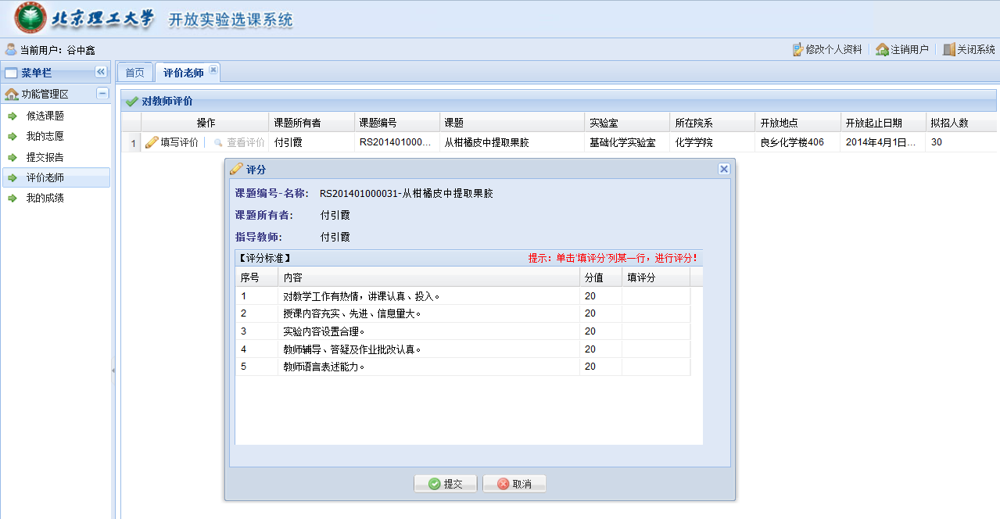 北京理工大学 开放实验选课系统
当前用户：谷中鑫 修改个人资料 注销用户 关闭系统
菜单栏 首页 评价老师
功能管理区 对教师评价
候选课题
我的志愿
提交报告
评价老师
我的成绩
操作 课题所有者 课题编号 课题 实验室 所在院系 开放地点 开放起止日期 拟招人数
1 填写评价 查看评价 付引霞 RS201401000... 从柑橘皮中提取果胶 基础化学实验室 化学学院 良乡化学楼406 2014年4月1日... 30
评分
课题编号-名称： RS201401000031-从柑橘皮中提取果胶
课题所有者： 付引霞
指导教师： 付引霞
【评分标准】 提示：单击'填评分'列某一行，进行评分！
序号 内容 分值 填评分
1 对教学工作有热情，讲课认真、投入。 20
2 授课内容充实、先进、信息量大。 20
3 实验内容设置合理。 20
4 教师辅导、答疑及作业批改认真。 20
5 教师语言表述能力。 20
提交 取消